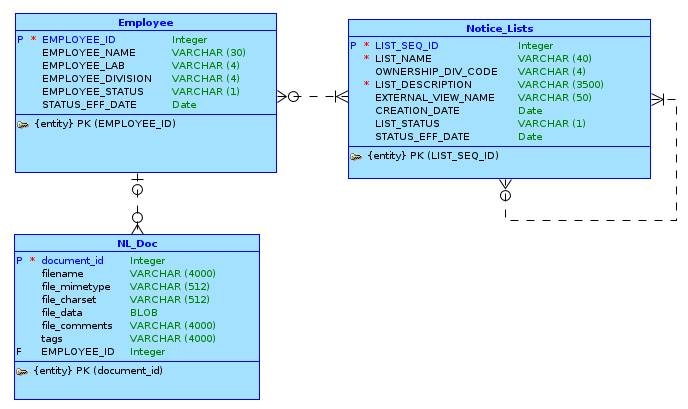 Employee
P * EMPLOYEE_ID Integer
EMPLOYEE_NAME VARCHAR (30)
EMPLOYEE_LAB VARCHAR (4)
EMPLOYEE_DIVISION VARCHAR (4)
EMPLOYEE_STATUS VARCHAR (1)
STATUS_EFF_DATE Date
{entity} PK (EMPLOYEE_ID)
Notice_Lists
P * LIST_SEQ_ID Integer
* LIST_NAME VARCHAR (40)
OWNERSHIP_DIV_CODE VARCHAR (4)
* LIST_DESCRIPTION VARCHAR (3500)
EXTERNAL_VIEW_NAME VARCHAR (50)
CREATION_DATE Date
LIST_STATUS VARCHAR (1)
STATUS_EFF_DATE Date
{entity} PK (LIST_SEQ_ID)
NL_Doc
P * document_id Integer
filename VARCHAR (4000)
file_mimetype VARCHAR (512)
file_charset VARCHAR (512)
file_data BLOB
file_comments VARCHAR (4000)
tags VARCHAR (4000)
F EMPLOYEE_ID Integer
{entity} PK (document_id)